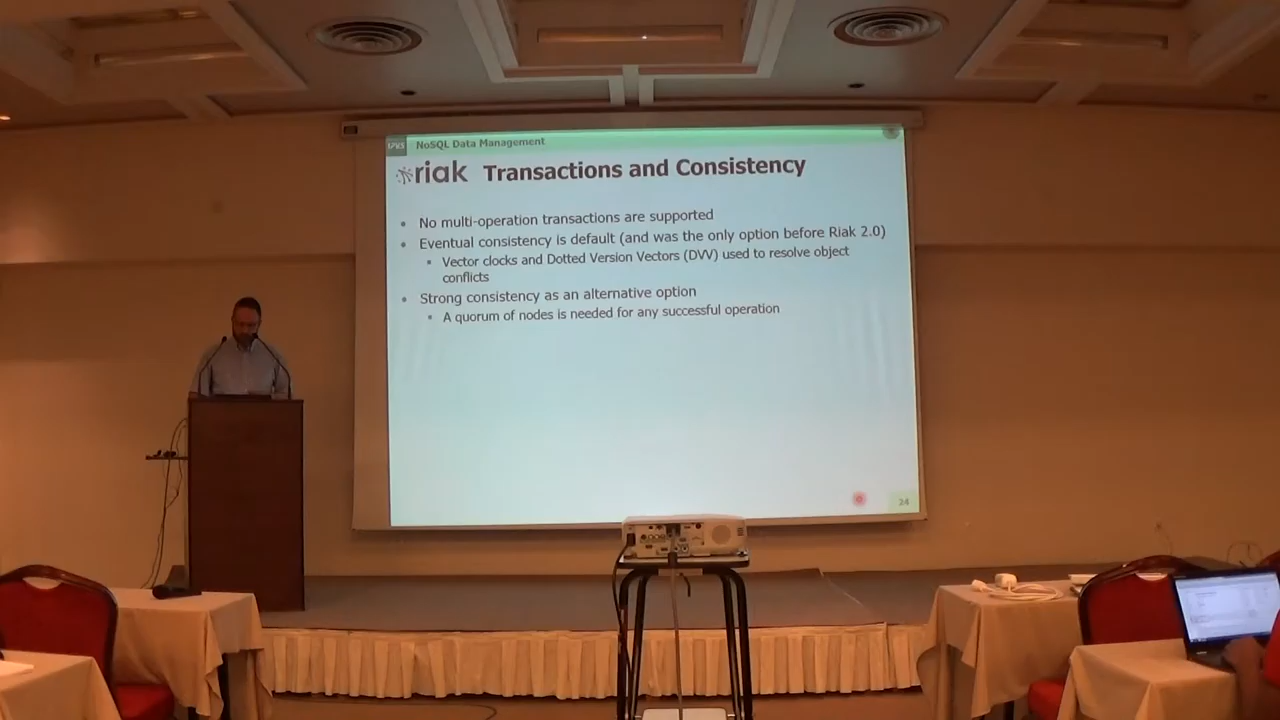 IPVS NoSQL Data Management
riak Transactions and Consistency
• No multi-operation transactions are supported
• Eventual consistency is default (and was the only option before Riak 2.0)
▪ Vector clocks and Dotted Version Vectors (DVV) used to resolve object
conflicts
• Strong consistency as an alternative option
▪ A quorum of nodes is needed for any successful operation
24